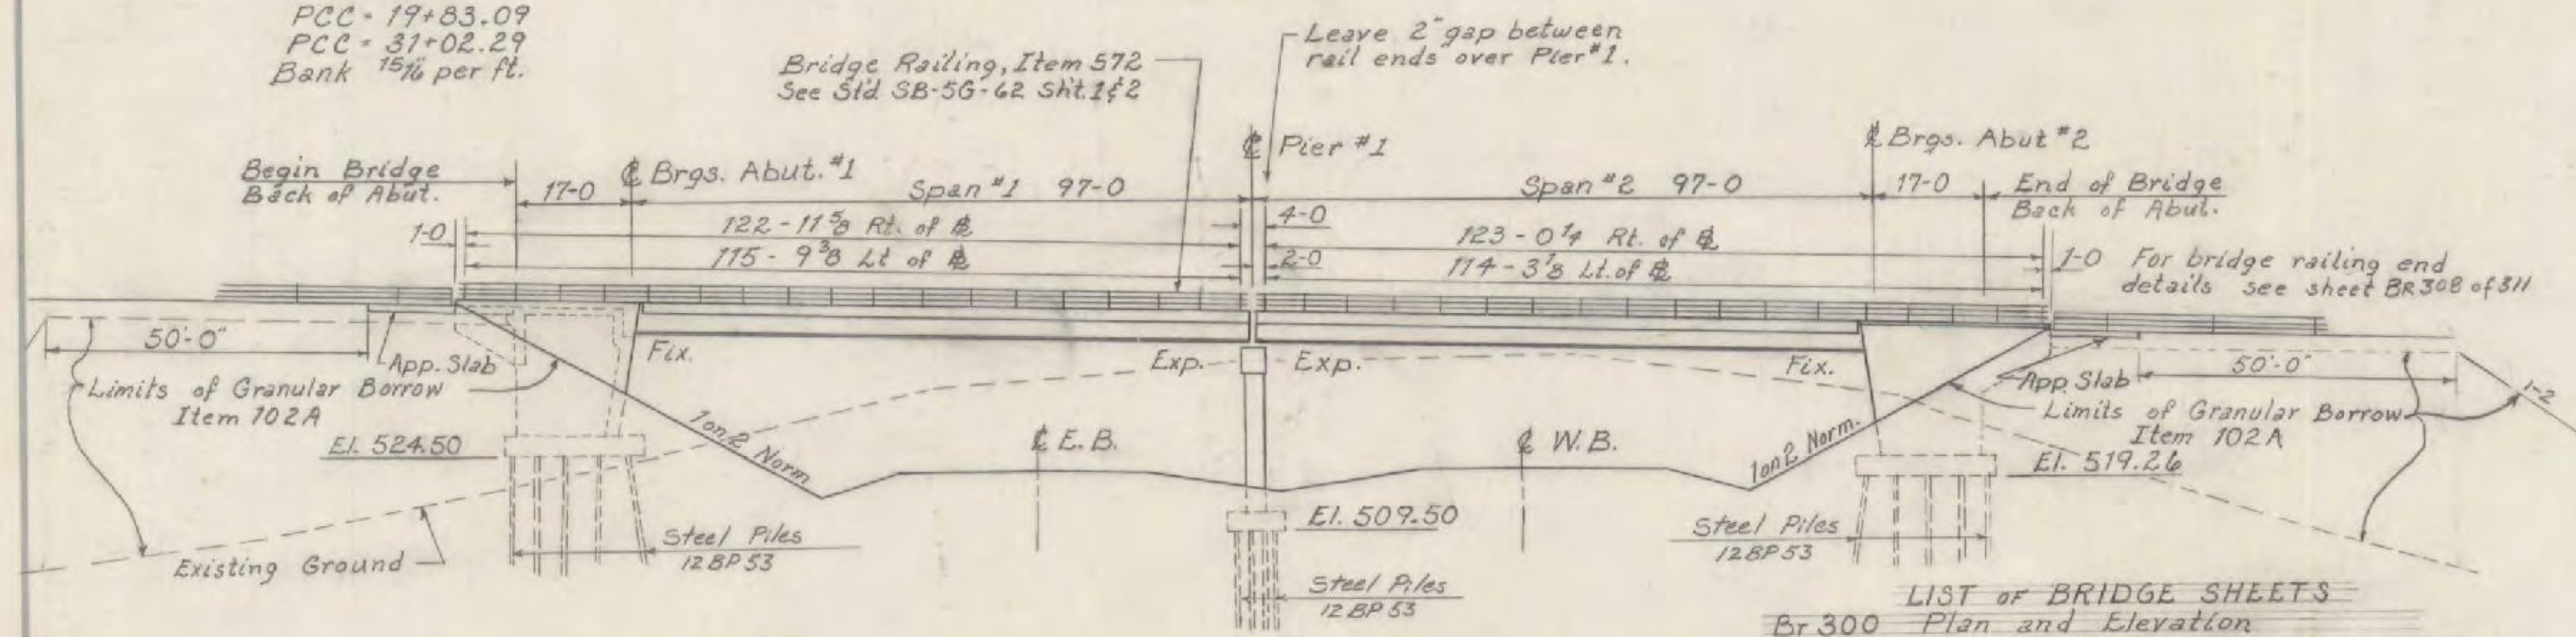 PCC = 19+83.09
PCC = 31+02.29
Bank 15/16 per ft.
Bridge Railing, Item 572
See Std. SB-5G-62 Sht. 1 & 2
Leave 2" gap between
rail ends over Pier #1.
Begin Bridge
Back of Abut.
17-0
℄ Brgs. Abut. #1
Span #1 97-0
℄ Pier #1
Span #2 97-0
℄ Brgs. Abut #2
17-0
End of Bridge
Back of Abut.
1-0
122-11 5/8 Rt. of ℄
115-9 3/8 Lt of ℄
4-0
2-0
123-0 1/4 Rt. of ℄
114-3 1/8 Lt. of ℄
1-0
For bridge railing end
details see sheet BR 308 of 311
50'-0"
App. Slab
Limits of Granular Borrow
Item 102A
Fix.
Exp.
Exp.
Fix.
App. Slab
50'-0"
1-2
Limits of Granular Borrow
Item 102A
El. 524.50
1 on 2 Norm
℄ E.B.
℄ W.B.
1 on 2 Norm.
El. 519.26
Existing Ground
Steel Piles
12 BP 53
El. 509.50
Steel Piles
12 BP 53
Steel Piles
12 BP 53
LIST OF BRIDGE SHEETS
Br 300 Plan and Elevation